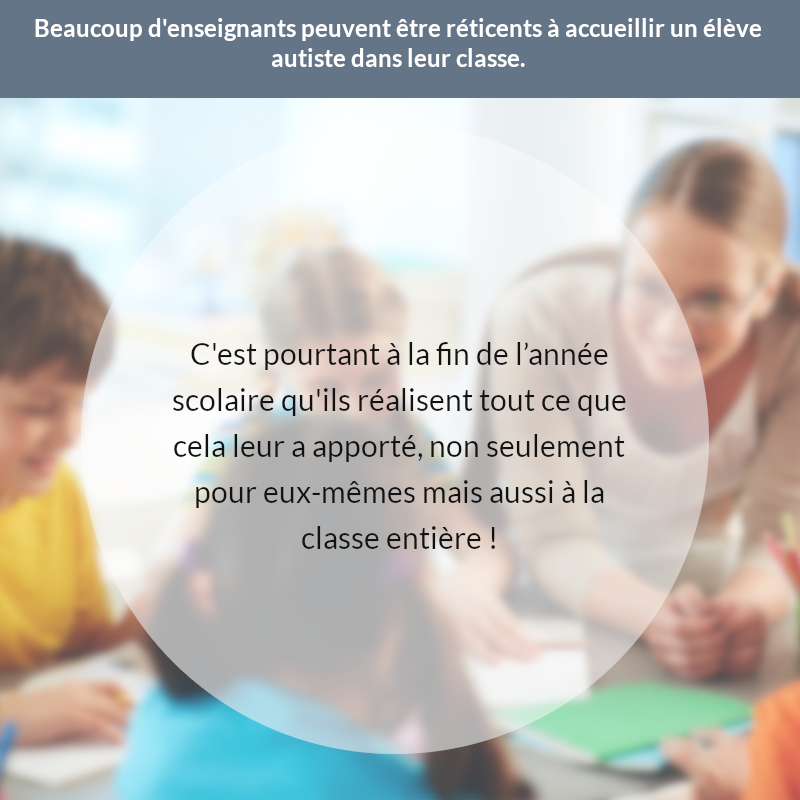 Beaucoup d'enseignants peuvent être réticents à accueillir un élève
autiste dans leur classe.
C'est pourtant à la fin de l’année
scolaire qu'ils réalisent tout ce que
cela leur a apporté, non seulement
pour eux-mêmes mais aussi à la
classe entière !